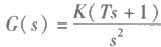 G(s) = K(Ts+1) / s²